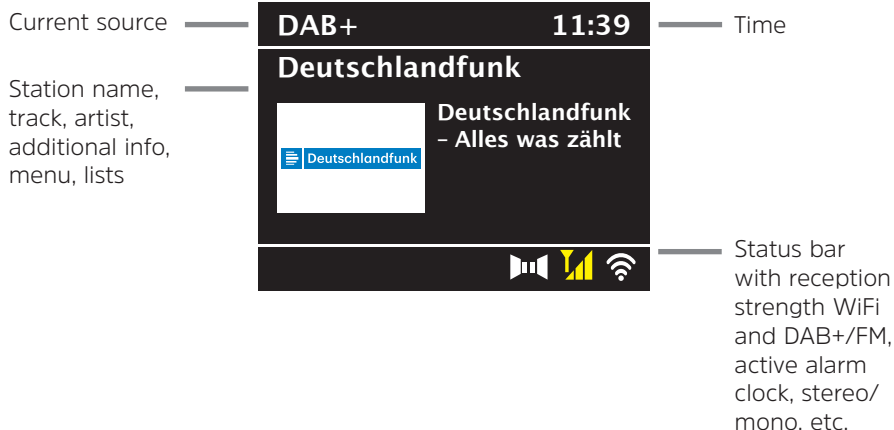 Current source
DAB+ 11:39
Time
Deutschlandfunk
Station name,
track, artist,
additional info,
menu, lists
Deutschlandfunk
– Alles was zählt
Deutschlandfunk
Status bar
with reception
strength WiFi
and DAB+/FM,
active alarm
clock, stereo/
mono, etc.